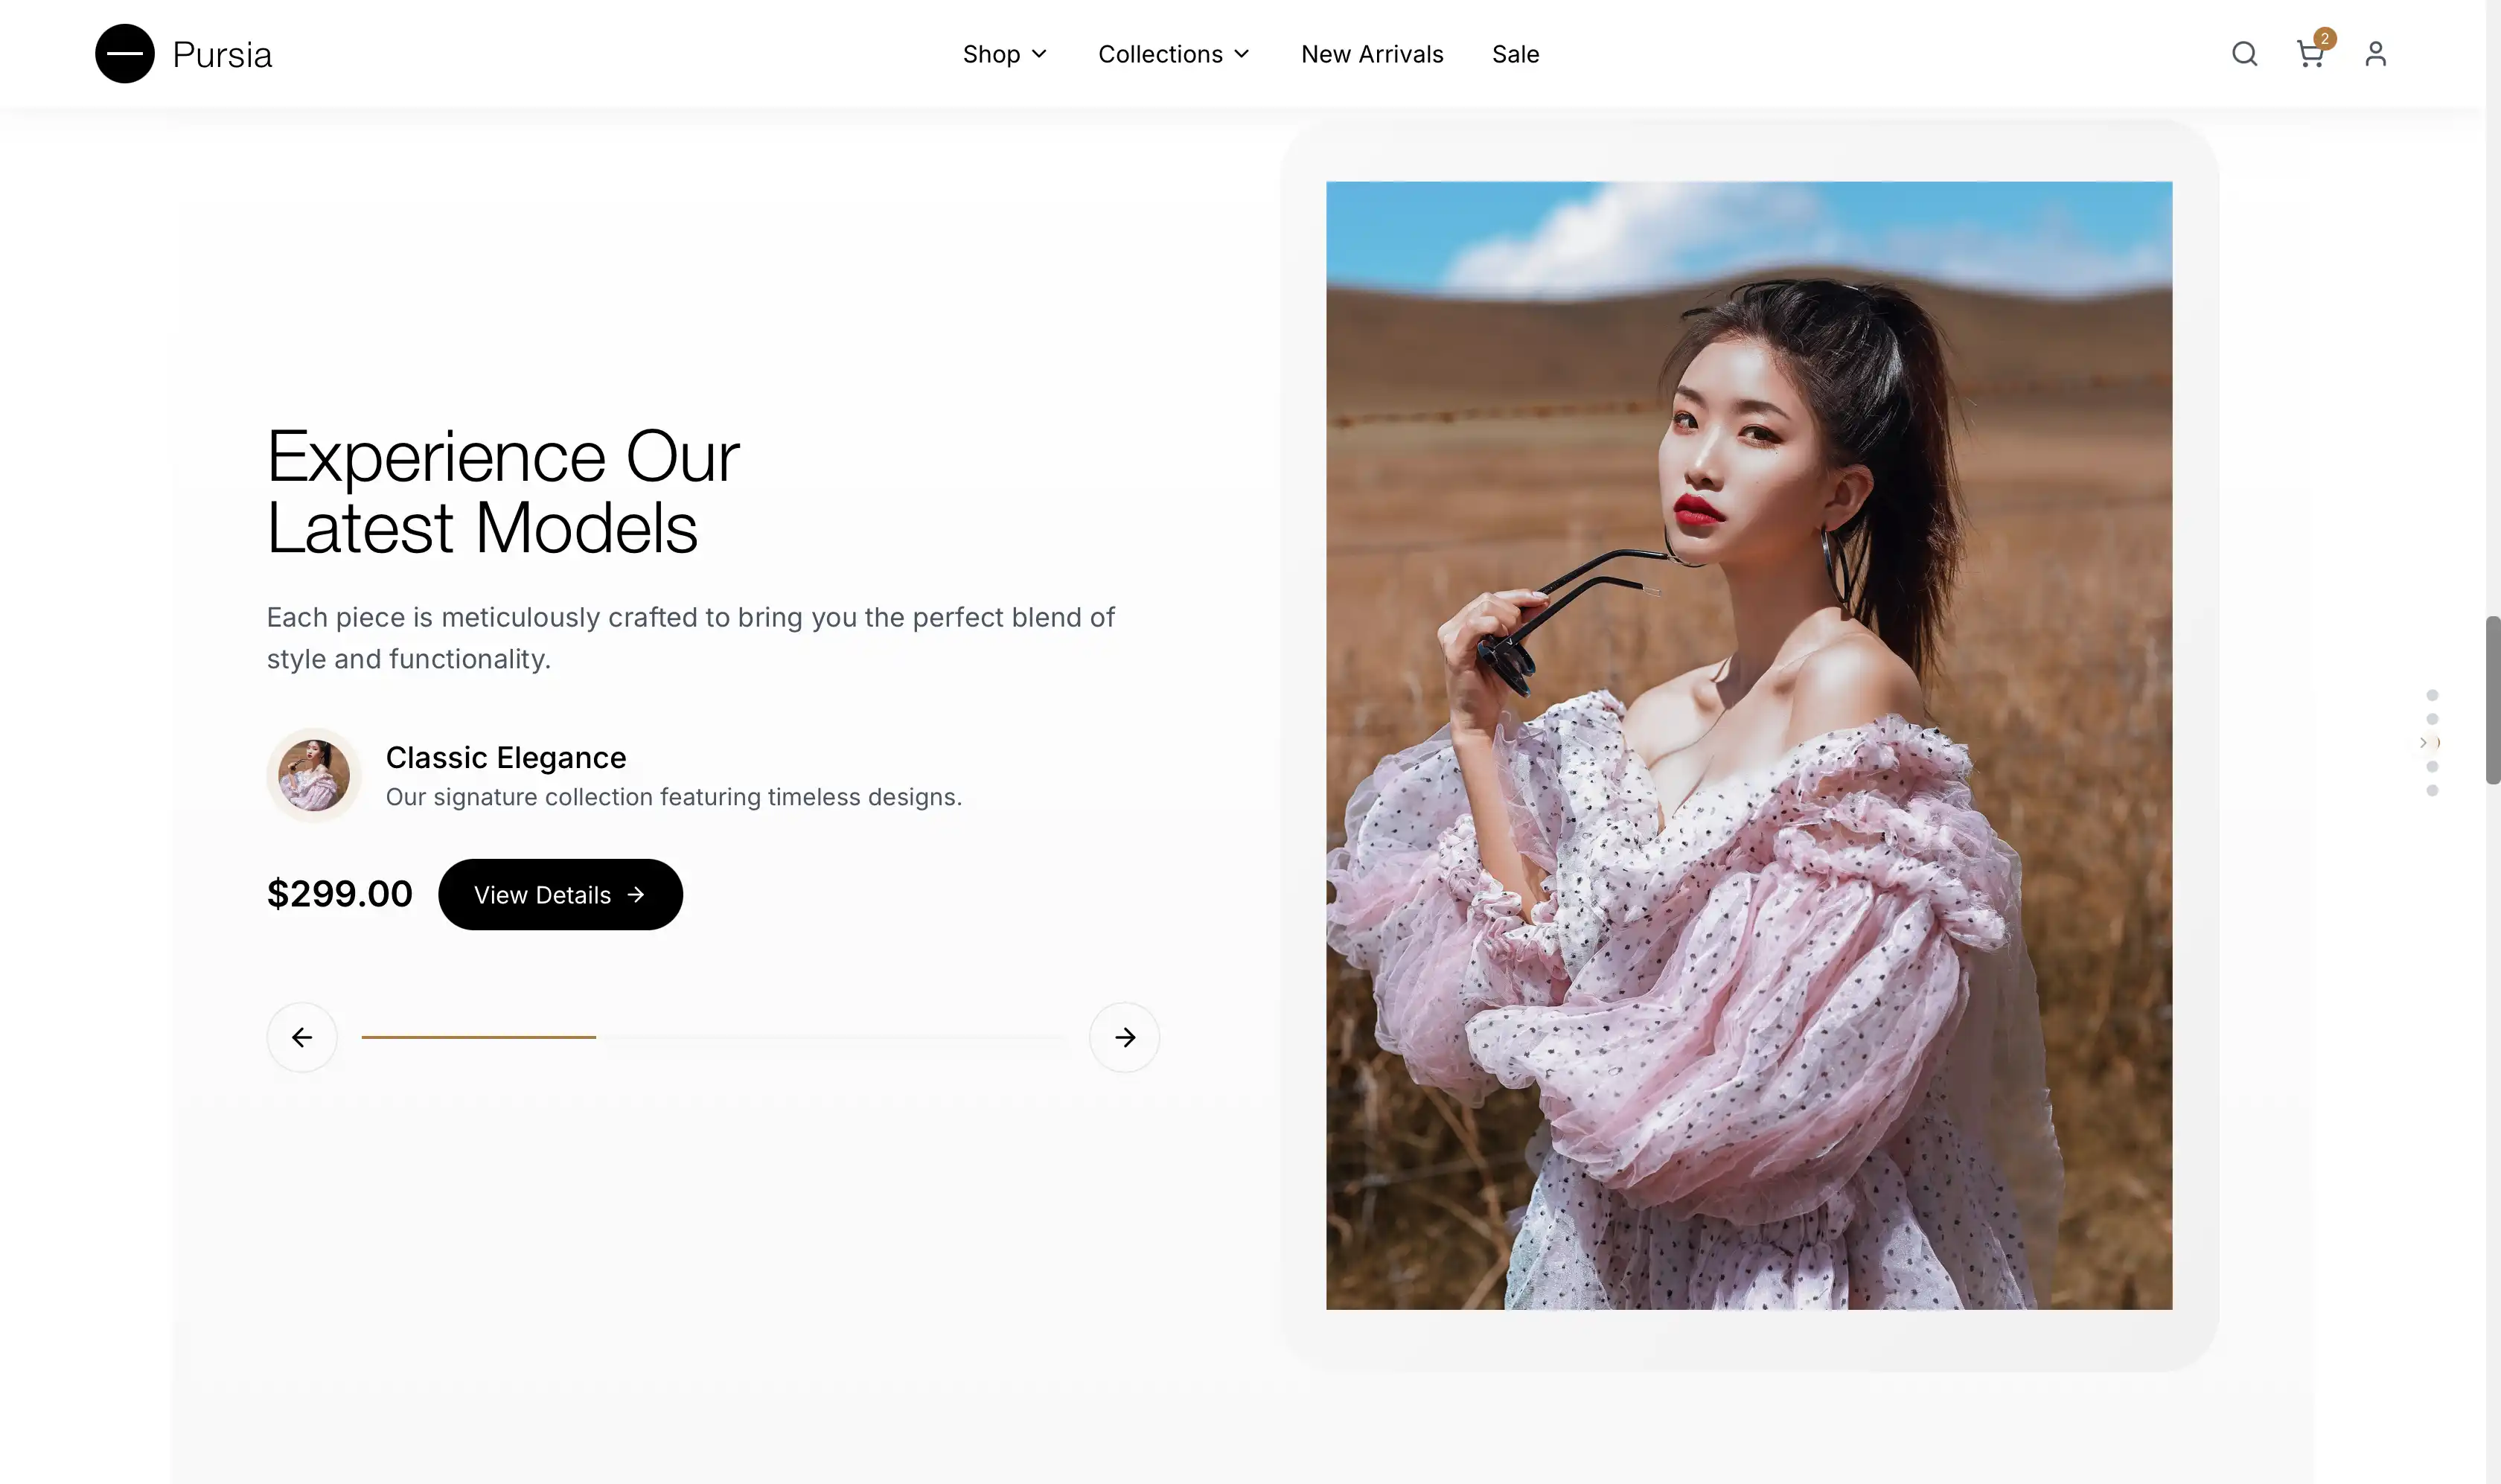 Pursia
Shop
Collections
New Arrivals
Sale
2
Experience Our
Latest Models
Each piece is meticulously crafted to bring you the perfect blend of
style and functionality.
Classic Elegance
Our signature collection featuring timeless designs.
$299.00
View Details